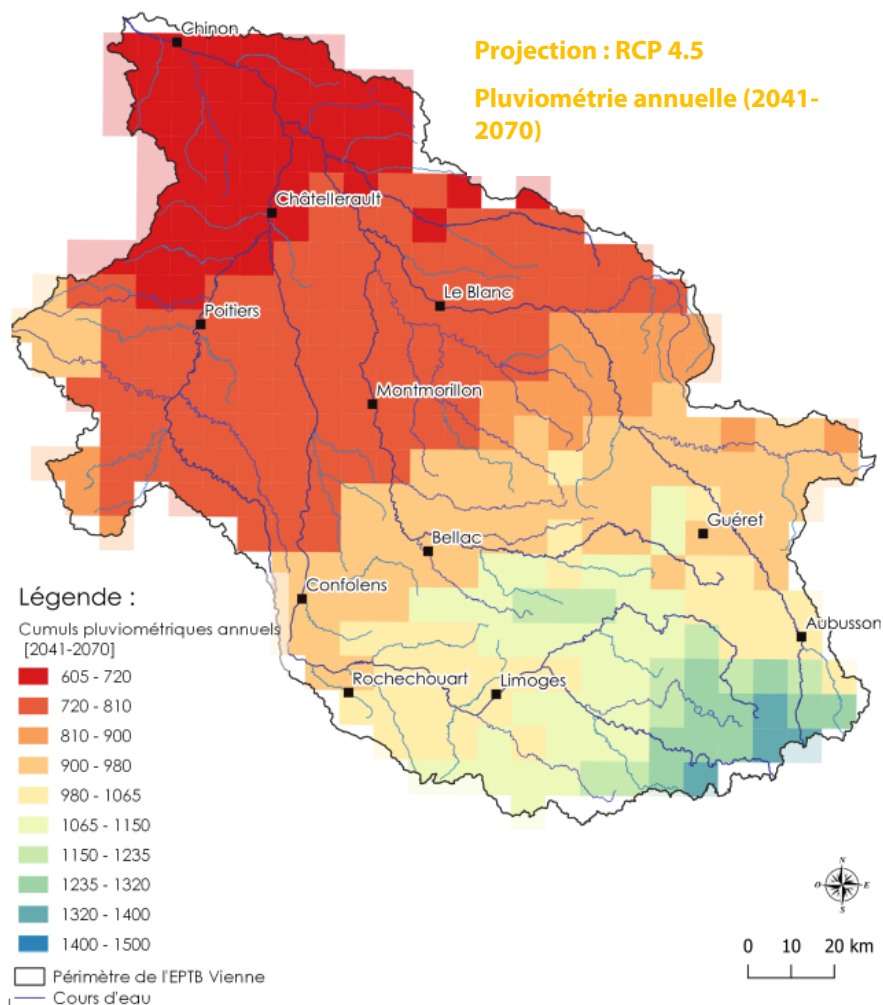 Chinon
Projection : RCP 4.5
Pluviométrie annuelle (2041-
2070)
Châtellerault
Le Blanc
Poitiers
Montmorillon
Guéret
Bellac
Confolens
Aubusson
Rochechouart
Limoges
Légende :
Cumuls pluviométriques annuels
[2041-2070]
605 - 720
720 - 810
810 - 900
900 - 980
980 - 1065
1065 - 1150
1150 - 1235
1235 - 1320
1320 - 1400
1400 - 1500
Périmètre de l'EPTB Vienne
Cours d'eau
N
O E
S
0 10 20 km